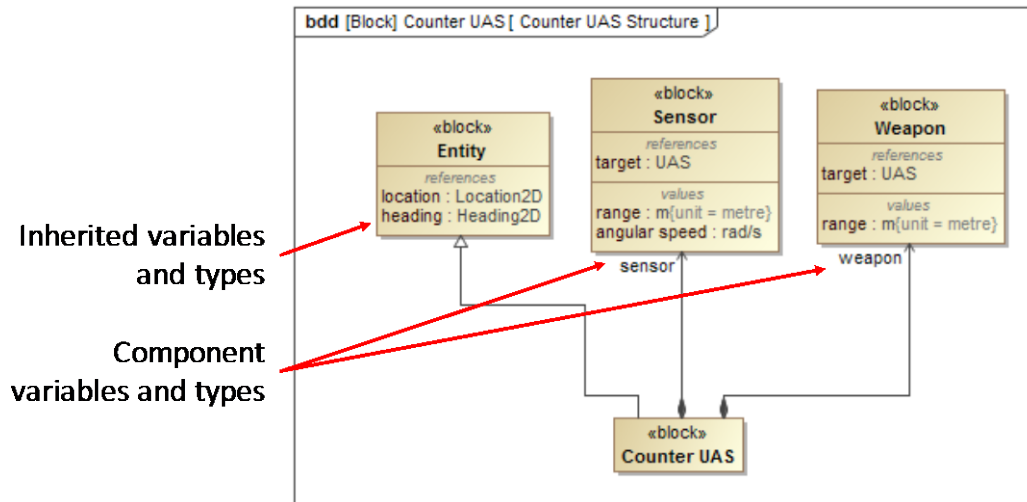 bdd [Block] Counter UAS [ Counter UAS Structure ]
«block»
Entity
references
location : Location2D
heading : Heading2D
«block»
Sensor
references
target : UAS
values
range : m{unit = metre}
angular speed : rad/s
«block»
Weapon
references
target : UAS
values
range : m{unit = metre}
sensor
weapon
Inherited variables
and types
Component
variables and types
«block»
Counter UAS